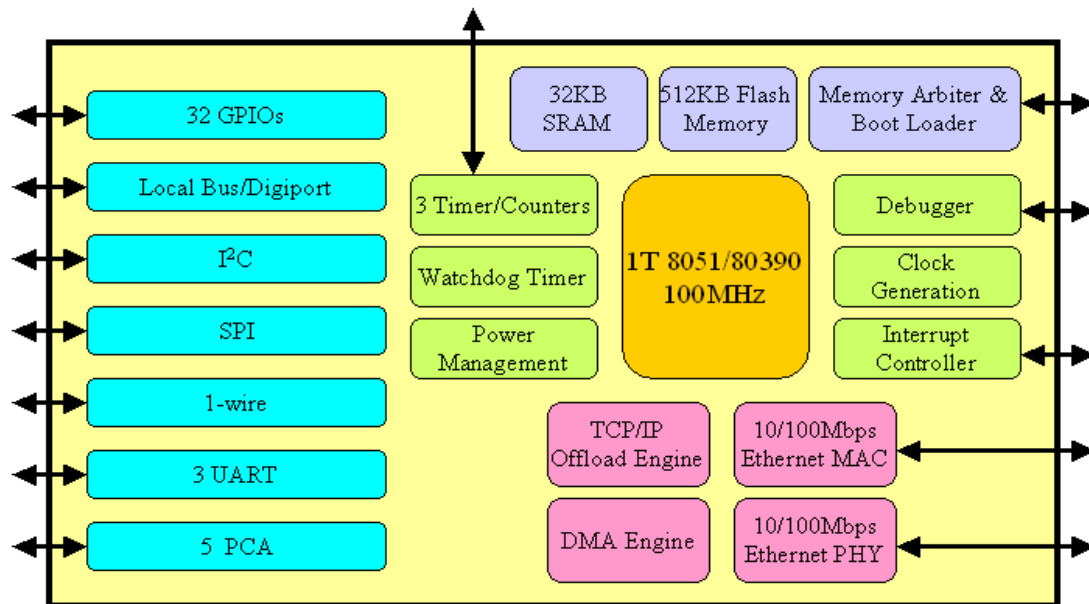 32 GPIOs
Local Bus/Digiport
I²C
SPI
1-wire
3 UART
5 PCA
32KB
SRAM
512KB Flash
Memory
Memory Arbiter &
Boot Loader
3 Timer/Counters
Watchdog Timer
Power
Management
1T 8051/80390
100MHz
Debugger
Clock
Generation
Interrupt
Controller
TCP/IP
Offload Engine
10/100Mbps
Ethernet MAC
DMA Engine
10/100Mbps
Ethernet PHY